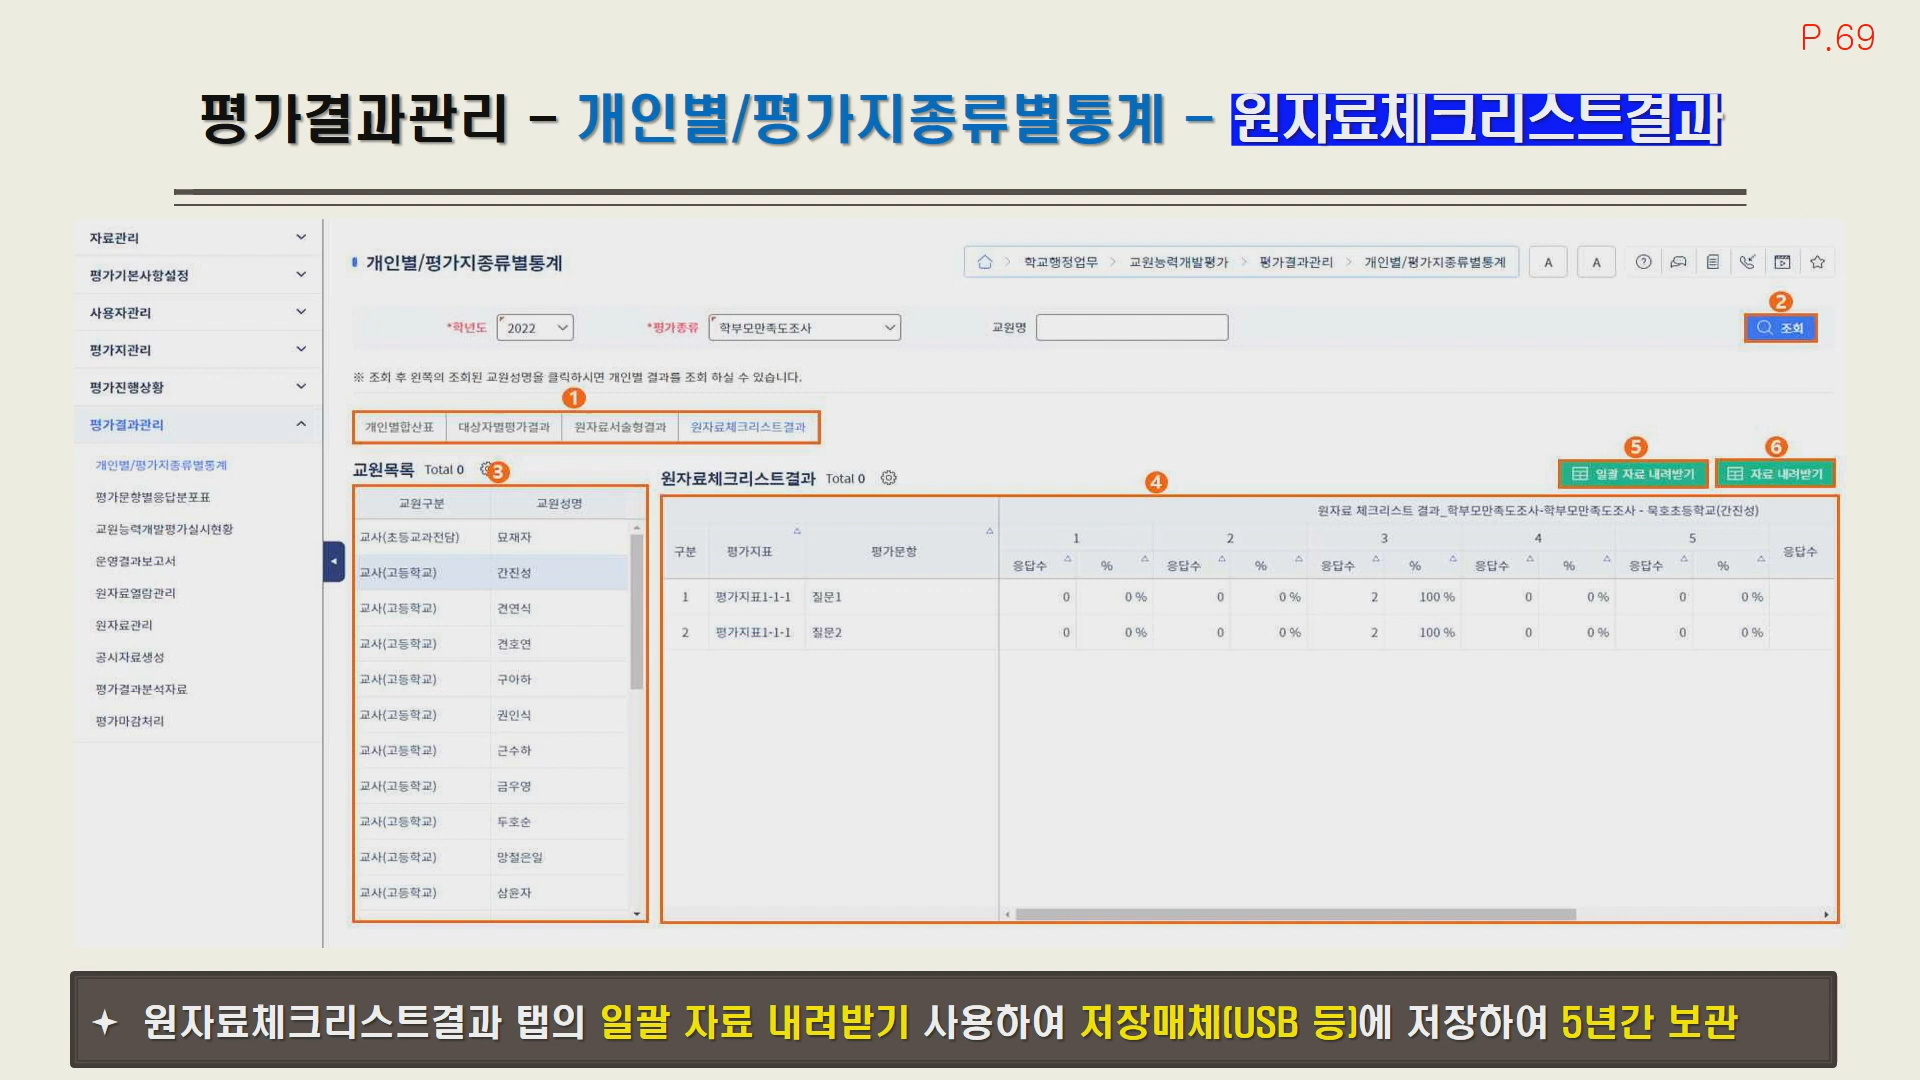 P.69
평가결과관리 - 개인별/평가지종류별통계 - 원자료체크리스트결과
자료관리
평가기본사항설정
사용자관리
평가지관리
평가진행상황
평가결과관리
개인별/평가지종류별통계
평가문항별응답분포표
교원능력개발평가실시현황
운영결과보고서
원자료열람관리
원자료관리
공시자료생성
평가결과분석자료
평가마감처리
개인별/평가지종류별통계
학교행정업무 > 교원능력개발평가 > 평가결과관리 > 개인별/평가지종류별통계
A A
*학년도 2022 *평가종류 학부모만족도조사 교원명
2
조회
※ 조회 후 왼쪽의 조회된 교원성명을 클릭하시면 개인별 결과를 조회 하실 수 있습니다.
1
개인별합산표 대상자별평가결과 원자료서술형결과 원자료체크리스트결과
교원목록 Total 0
3
교원구분 교원성명
교사(초등교과전담) 묘재자
교사(고등학교) 간진성
교사(고등학교) 견연식
교사(고등학교) 견호연
교사(고등학교) 구아하
교사(고등학교) 권인식
교사(고등학교) 근수하
교사(고등학교) 금우영
교사(고등학교) 두호순
교사(고등학교) 망절은일
교사(고등학교) 삼윤자
원자료체크리스트결과 Total 0
4
5
일괄 자료 내려받기
6
자료 내려받기
원자료 체크리스트 결과_학부모만족도조사-학부모만족도조사 - 묵호초등학교(간진성)
구분 평가지표 평가문항 1 2 3 4 5 응답수
응답수 % 응답수 % 응답수 % 응답수 % 응답수 %
1 평가지표1-1-1 질문1 0 0 % 0 0 % 2 100 % 0 0 % 0 0 %
2 평가지표1-1-1 질문2 0 0 % 0 0 % 2 100 % 0 0 % 0 0 %
원자료체크리스트결과 탭의 일괄 자료 내려받기 사용하여 저장매체(USB 등)에 저장하여 5년간 보관